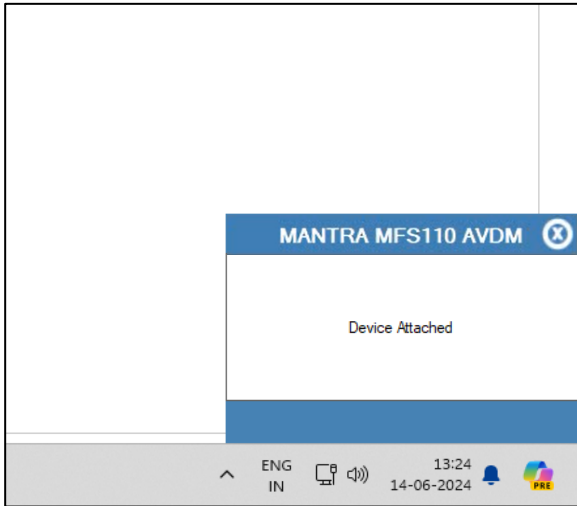 MANTRA MFS110 AVDM
Device Attached
ENG
IN
13:24
14-06-2024
PRE